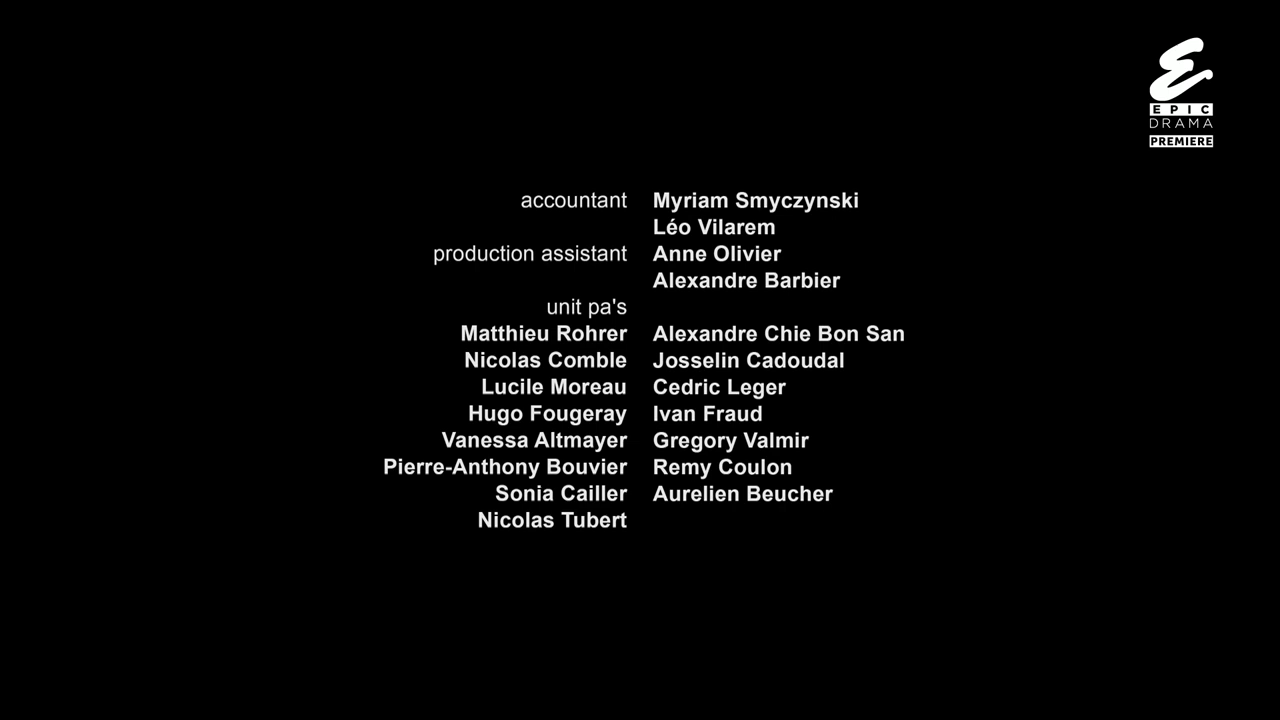 EPIC
DRAMA
PREMIERE
accountant Myriam Smyczynski
Léo Vilarem
production assistant Anne Olivier
Alexandre Barbier
unit pa's
Matthieu Rohrer Alexandre Chie Bon San
Nicolas Comble Josselin Cadoudal
Lucile Moreau Cedric Leger
Hugo Fougeray Ivan Fraud
Vanessa Altmayer Gregory Valmir
Pierre-Anthony Bouvier Remy Coulon
Sonia Cailler Aurelien Beucher
Nicolas Tubert